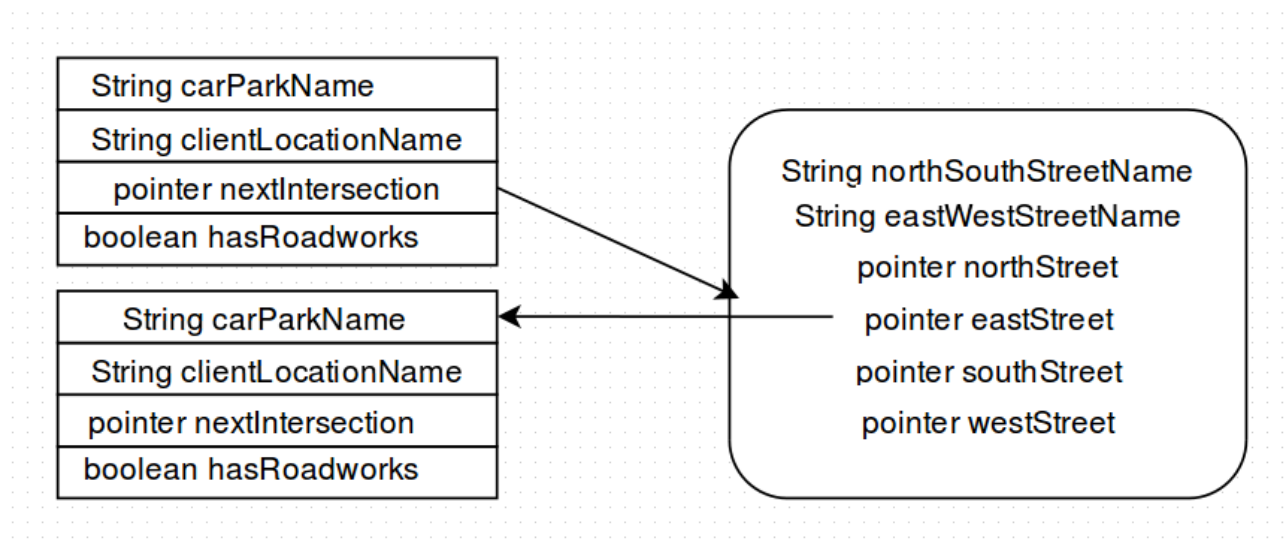 String carParkName
String clientLocationName
pointer nextIntersection
boolean hasRoadworks
String carParkName
String clientLocationName
pointer nextIntersection
boolean hasRoadworks
String northSouthStreetName
String eastWestStreetName
pointer northStreet
pointer eastStreet
pointer southStreet
pointer westStreet